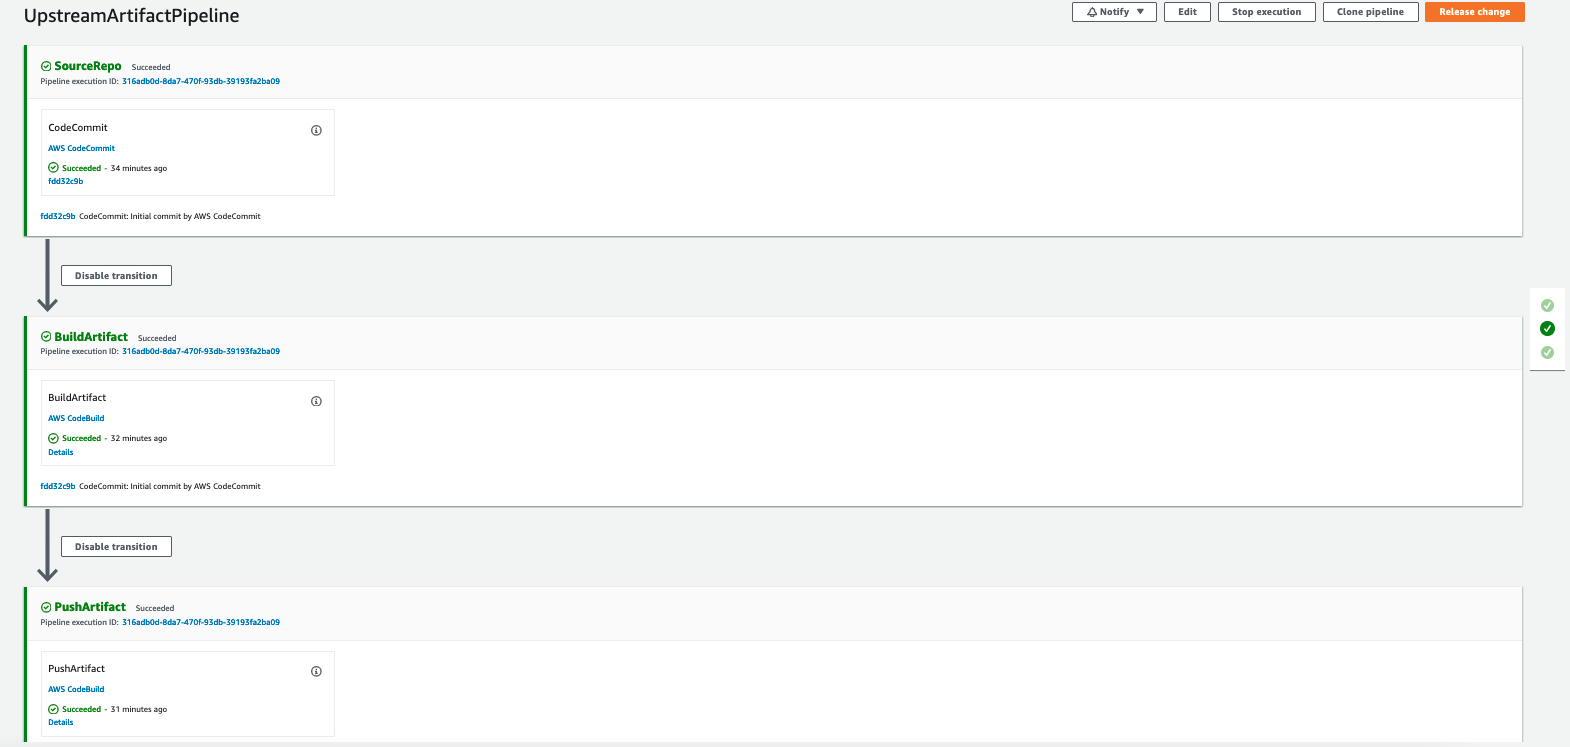 UpstreamArtifactPipeline
Notify Edit Stop execution Clone pipeline Release change
SourceRepo Succeeded
Pipeline execution ID: 316adb0d-8da7-470f-93db-39193fa2ba09
CodeCommit
AWS CodeCommit
Succeeded - 34 minutes ago
fdd32c9b
fdd32c9b CodeCommit: Initial commit by AWS CodeCommit
Disable transition
BuildArtifact Succeeded
Pipeline execution ID: 316adb0d-8da7-470f-93db-39193fa2ba09
BuildArtifact
AWS CodeBuild
Succeeded - 32 minutes ago
Details
fdd32c9b CodeCommit: Initial commit by AWS CodeCommit
Disable transition
PushArtifact Succeeded
Pipeline execution ID: 316adb0d-8da7-470f-93db-39193fa2ba09
PushArtifact
AWS CodeBuild
Succeeded - 31 minutes ago
Details